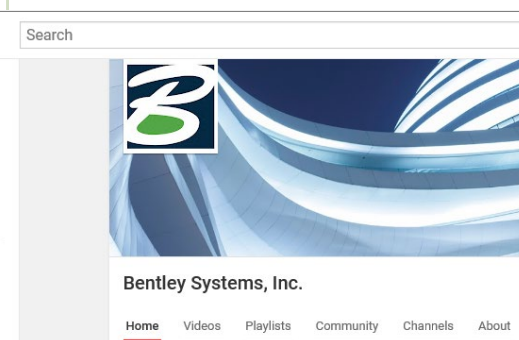 Search
B
Bentley Systems, Inc.
Home Videos Playlists Community Channels About